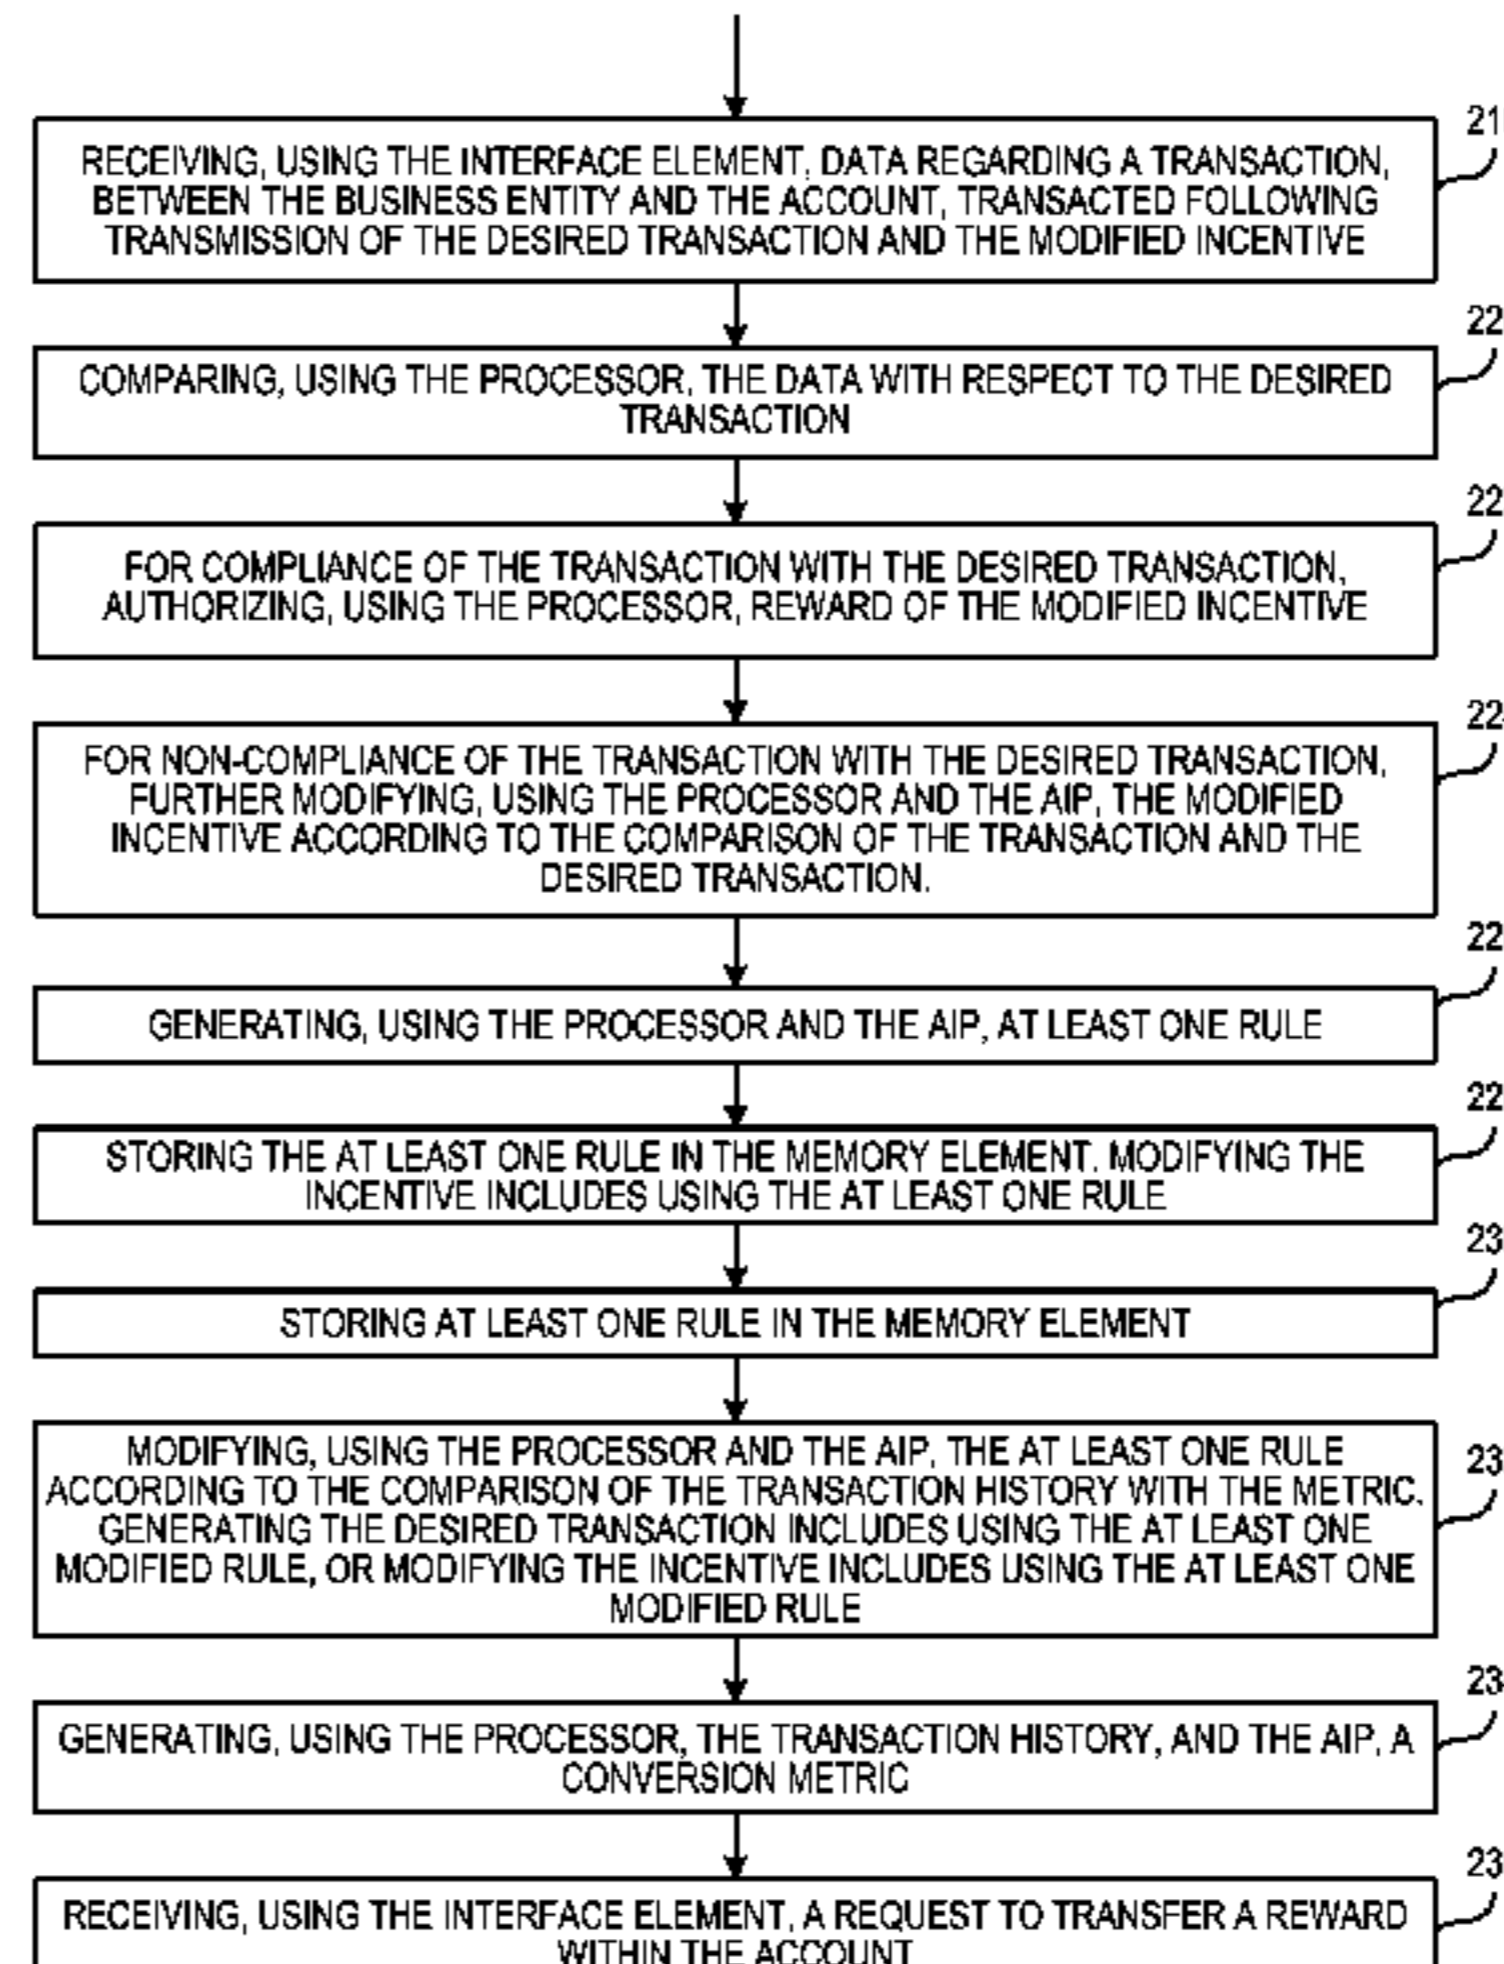 21
RECEIVING, USING THE INTERFACE ELEMENT, DATA REGARDING A TRANSACTION,
BETWEEN THE BUSINESS ENTITY AND THE ACCOUNT, TRANSACTED FOLLOWING
TRANSMISSION OF THE DESIRED TRANSACTION AND THE MODIFIED INCENTIVE
22
COMPARING, USING THE PROCESSOR, THE DATA WITH RESPECT TO THE DESIRED
TRANSACTION
22
FOR COMPLIANCE OF THE TRANSACTION WITH THE DESIRED TRANSACTION,
AUTHORIZING, USING THE PROCESSOR, REWARD OF THE MODIFIED INCENTIVE
22
FOR NON-COMPLIANCE OF THE TRANSACTION WITH THE DESIRED TRANSACTION,
FURTHER MODIFYING, USING THE PROCESSOR AND THE AIP, THE MODIFIED
INCENTIVE ACCORDING TO THE COMPARISON OF THE TRANSACTION AND THE
DESIRED TRANSACTION.
22
GENERATING, USING THE PROCESSOR AND THE AIP, AT LEAST ONE RULE
22
STORING THE AT LEAST ONE RULE IN THE MEMORY ELEMENT. MODIFYING THE
INCENTIVE INCLUDES USING THE AT LEAST ONE RULE
23
STORING AT LEAST ONE RULE IN THE MEMORY ELEMENT
23
MODIFYING, USING THE PROCESSOR AND THE AIP, THE AT LEAST ONE RULE
ACCORDING TO THE COMPARISON OF THE TRANSACTION HISTORY WITH THE METRIC.
GENERATING THE DESIRED TRANSACTION INCLUDES USING THE AT LEAST ONE
MODIFIED RULE, OR MODIFYING THE INCENTIVE INCLUDES USING THE AT LEAST ONE
MODIFIED RULE
23
GENERATING, USING THE PROCESSOR, THE TRANSACTION HISTORY, AND THE AIP, A
CONVERSION METRIC
23
RECEIVING, USING THE INTERFACE ELEMENT, A REQUEST TO TRANSFER A REWARD
WITHIN THE ACCOUNT